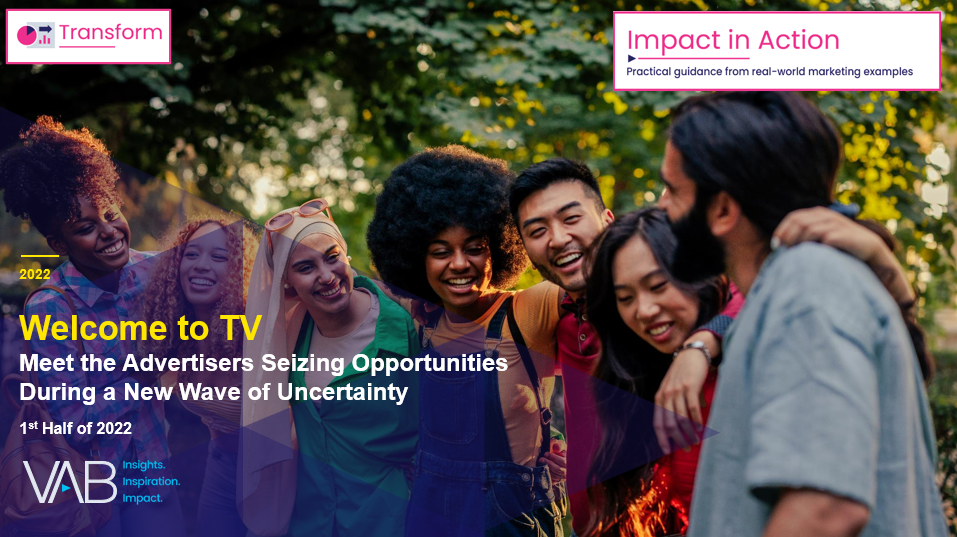 Transform
Impact in Action
Practical guidance from real-world marketing examples
2022
Welcome to TV
Meet the Advertisers Seizing Opportunities
During a New Wave of Uncertainty
1st Half of 2022
VAB
Insights.
Inspiration.
Impact.